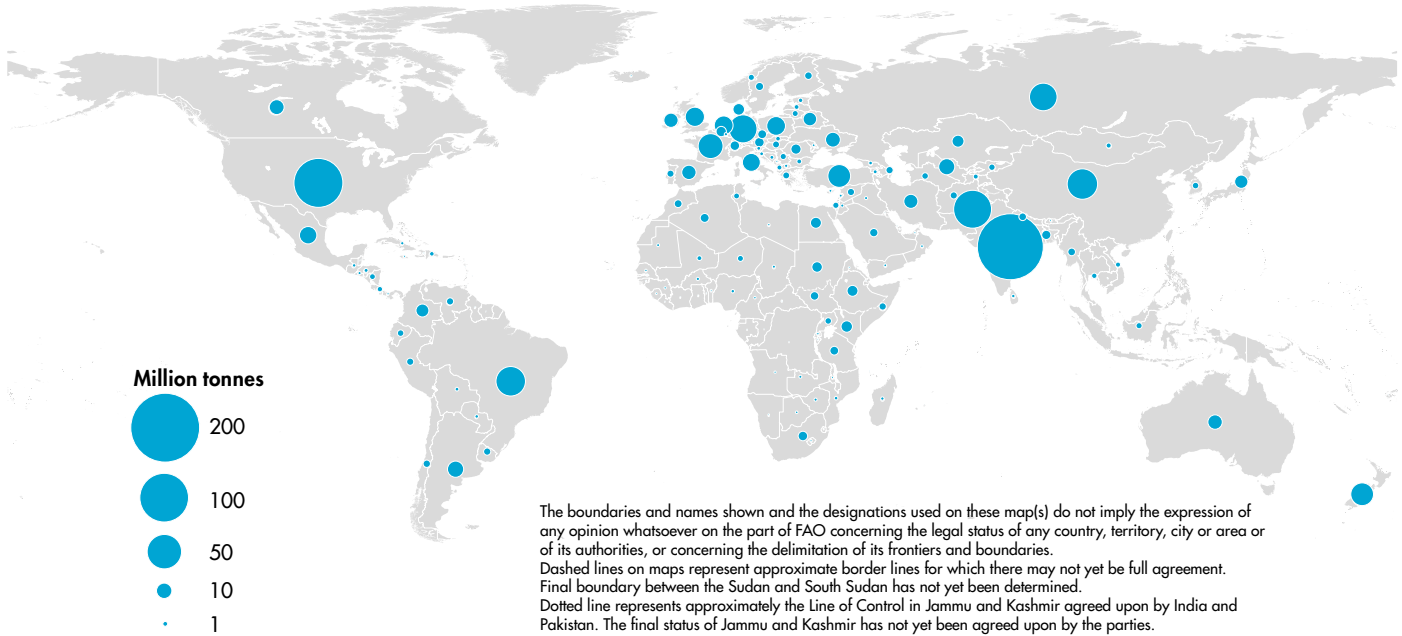 Million tonnes
200
100
50
10
1
The boundaries and names shown and the designations used on these map(s) do not imply the expression of
any opinion whatsoever on the part of FAO concerning the legal status of any country, territory, city or area or
of its authorities, or concerning the delimitation of its frontiers and boundaries.
Dashed lines on maps represent approximate border lines for which there may not yet be full agreement.
Final boundary between the Sudan and South Sudan has not yet been determined.
Dotted line represents approximately the Line of Control in Jammu and Kashmir agreed upon by India and
Pakistan. The final status of Jammu and Kashmir has not yet been agreed upon by the parties.